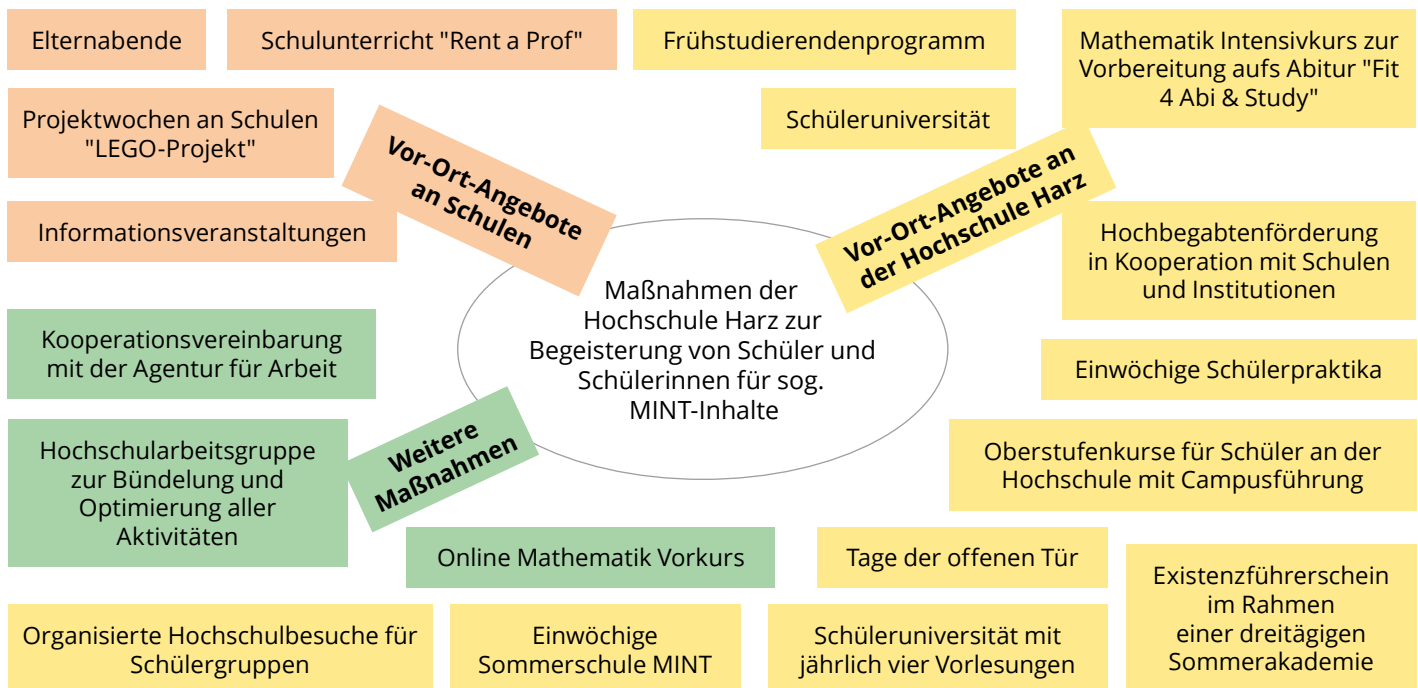 Elternabende
Schulunterricht "Rent a Prof"
Frühstudierendenprogramm
Mathematik Intensivkurs zur
Vorbereitung aufs Abitur "Fit
4 Abi & Study"
Projektwochen an Schulen
"LEGO-Projekt"
Vor-Ort-Angebote
an Schulen
Schüleruniversität
Vor-Ort-Angebote an
der Hochschule Harz
Informationsveranstaltungen
Hochbegabtenförderung
in Kooperation mit Schulen
und Institutionen
Maßnahmen der
Hochschule Harz zur
Begeisterung von Schüler und
Schülerinnen für sog.
MINT-Inhalte
Kooperationsvereinbarung
mit der Agentur für Arbeit
Einwöchige Schülerpraktika
Hochschularbeitsgruppe
zur Bündelung und
Optimierung aller
Aktivitäten
Weitere
Maßnahmen
Oberstufenkurse für Schüler an der
Hochschule mit Campusführung
Online Mathematik Vorkurs
Tage der offenen Tür
Existenzführerschein
im Rahmen
einer dreitägigen
Sommerakademie
Organisierte Hochschulbesuche für
Schülergruppen
Einwöchige
Sommerschule MINT
Schüleruniversität mit
jährlich vier Vorlesungen